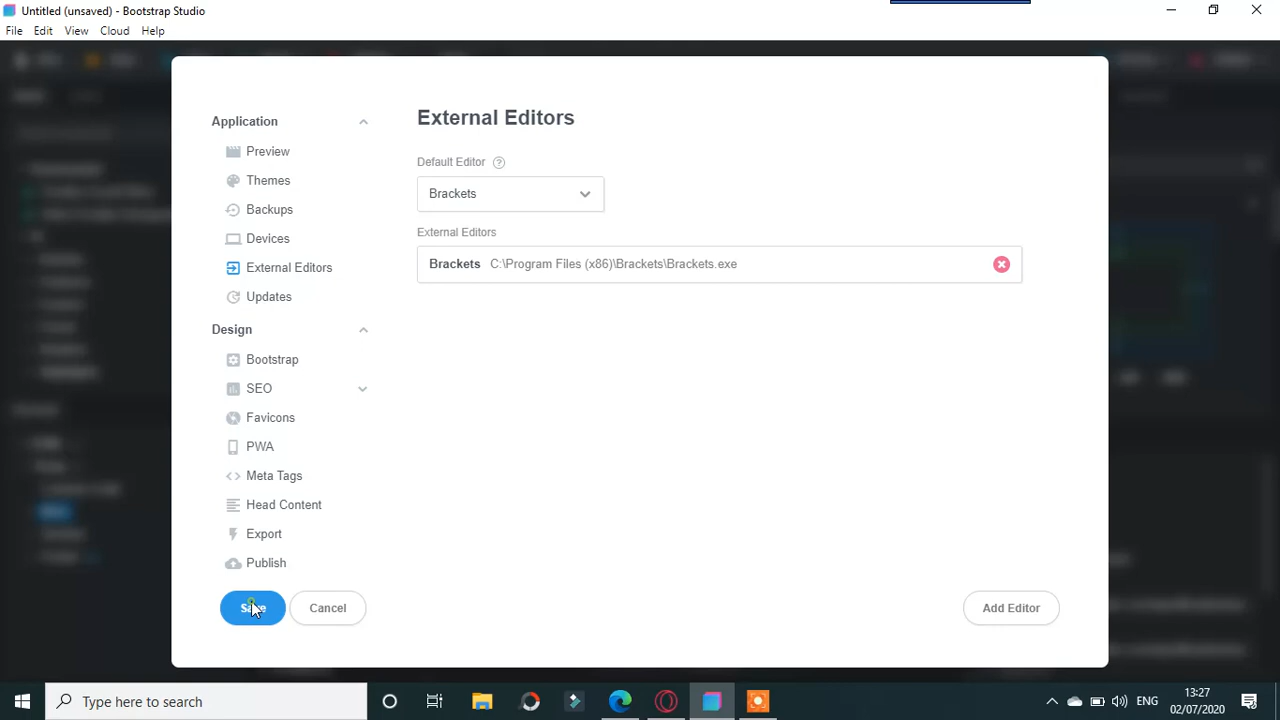 Untitled (unsaved) - Bootstrap Studio
File Edit View Cloud Help
Application
Preview
Themes
Backups
Devices
External Editors
Updates
Design
Bootstrap
SEO
Favicons
PWA
Meta Tags
Head Content
Export
Publish
Save Cancel
External Editors
Default Editor ?
Brackets
External Editors
Brackets C:\Program Files (x86)\Brackets\Brackets.exe
Add Editor
Type here to search
ENG
13:27
02/07/2020